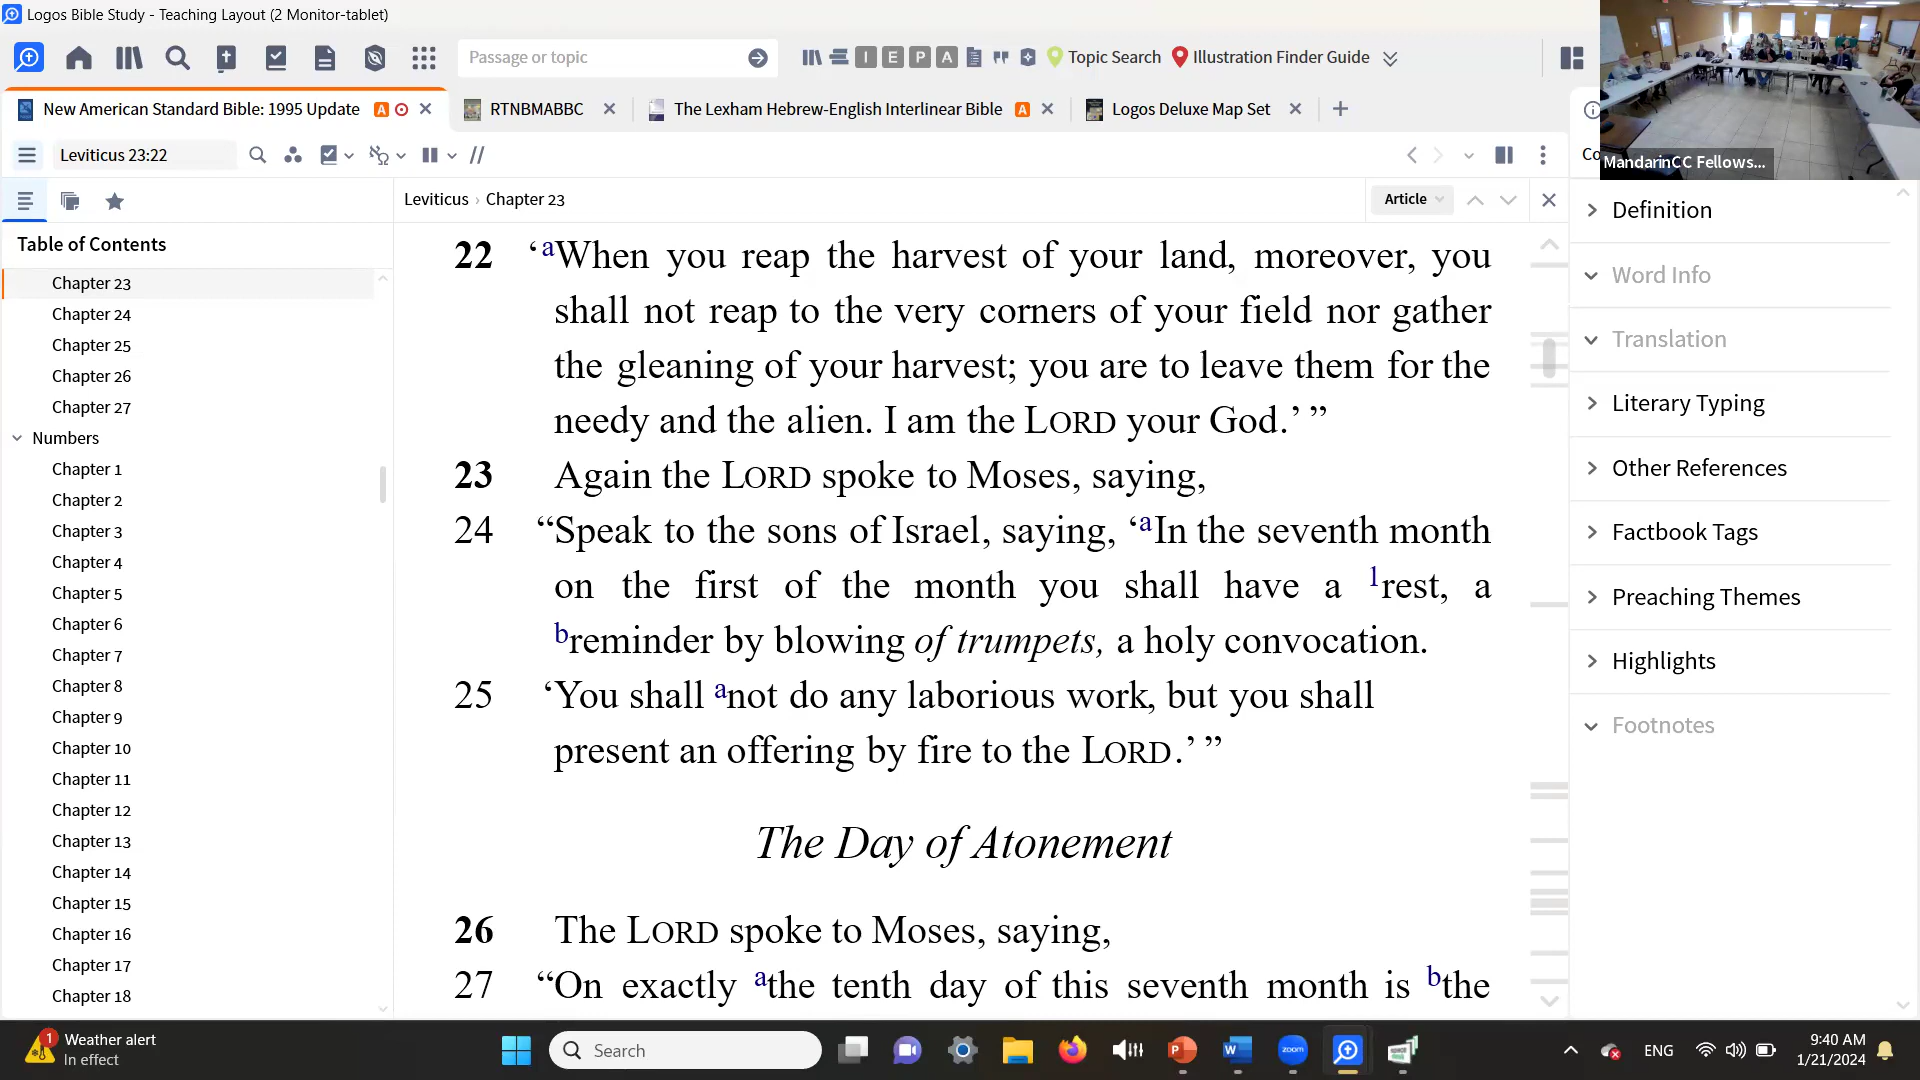 Logos Bible Study - Teaching Layout (2 Monitor-tablet)
Passage or topic
I E P A
Topic Search
Illustration Finder Guide
New American Standard Bible: 1995 Update A
RTNBMABBC
The Lexham Hebrew-English Interlinear Bible A
Logos Deluxe Map Set
Leviticus 23:22
Co
MandarinCC Fellows...
Leviticus › Chapter 23
Article
Table of Contents
Chapter 23
Chapter 24
Chapter 25
Chapter 26
Chapter 27
Numbers
Chapter 1
Chapter 2
Chapter 3
Chapter 4
Chapter 5
Chapter 6
Chapter 7
Chapter 8
Chapter 9
Chapter 10
Chapter 11
Chapter 12
Chapter 13
Chapter 14
Chapter 15
Chapter 16
Chapter 17
Chapter 18
22 ‘aWhen you reap the harvest of your land, moreover, you
shall not reap to the very corners of your field nor gather
the gleaning of your harvest; you are to leave them for the
needy and the alien. I am the LORD your God.’ ”
23 Again the LORD spoke to Moses, saying,
24 “Speak to the sons of Israel, saying, ‘aIn the seventh month
on the first of the month you shall have a 1rest, a
breminder by blowing of trumpets, a holy convocation.
25 ‘You shall anot do any laborious work, but you shall
present an offering by fire to the LORD.’ ”
The Day of Atonement
26 The LORD spoke to Moses, saying,
27 “On exactly athe tenth day of this seventh month is bthe
Definition
Word Info
Translation
Literary Typing
Other References
Factbook Tags
Preaching Themes
Highlights
Footnotes
1
Weather alert
In effect
Search
P
W
zoom
ENG
9:40 AM
1/21/2024